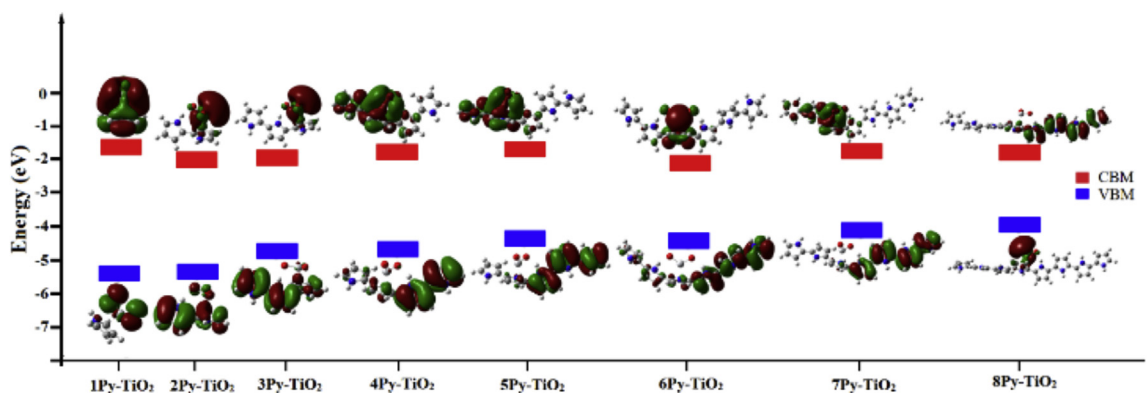 Energy (eV)
0
-1
-2
-3
-4
-5
-6
-7
CBM
VBM
1Py-TiO₂ 2Py-TiO₂ 3Py-TiO₂ 4Py-TiO₂ 5Py-TiO₂ 6Py-TiO₂ 7Py-TiO₂ 8Py-TiO₂